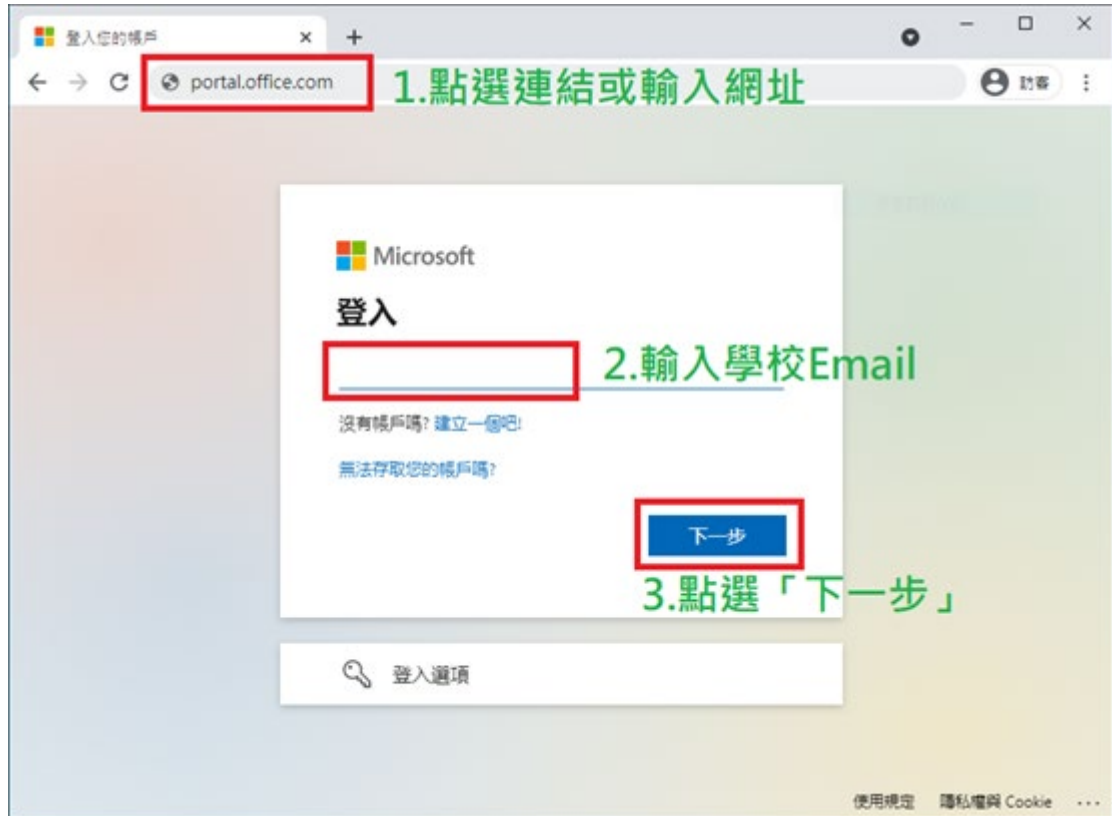 登入您的帳戶
portal.office.com
1.點選連結或輸入網址
訪客
Microsoft
登入
2.輸入學校Email
沒有帳戶嗎? 建立一個吧!
無法存取您的帳戶嗎?
下一步
3.點選「下一步」
登入選項
使用規定 隱私權與 Cookie ...